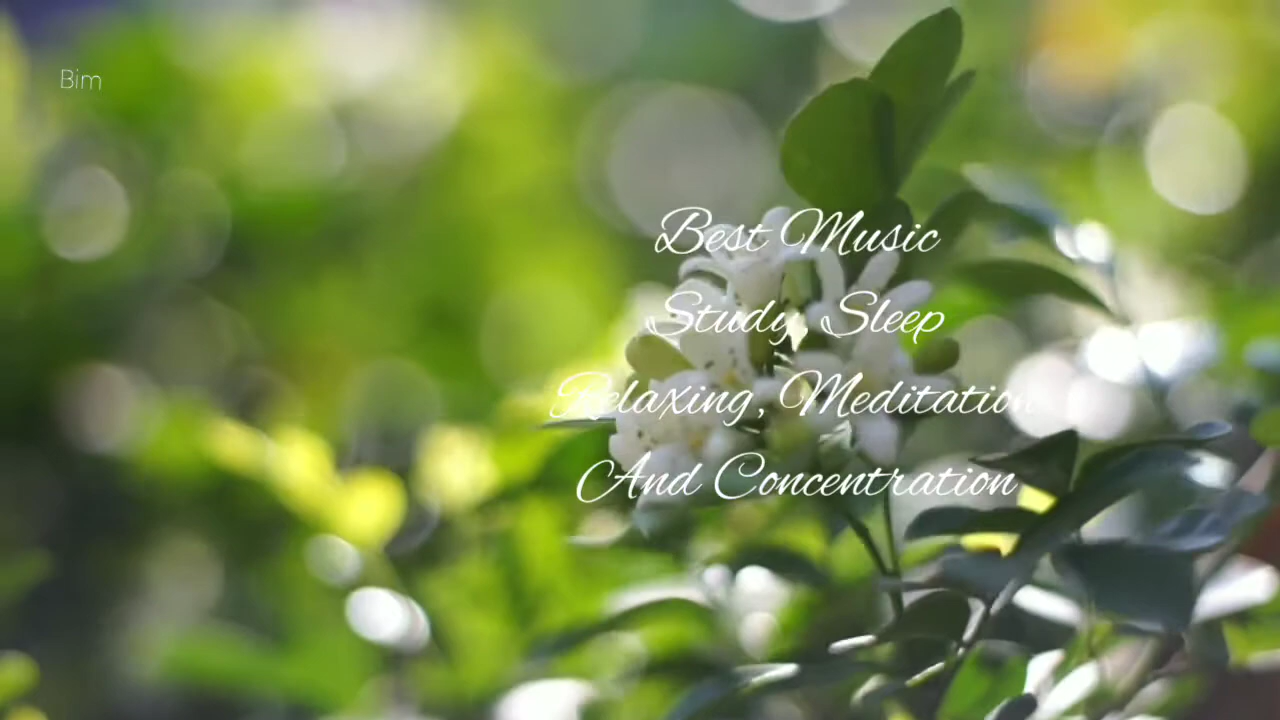 Bim
Best Music
Study, Sleep
Relaxing, Meditation
And Concentration